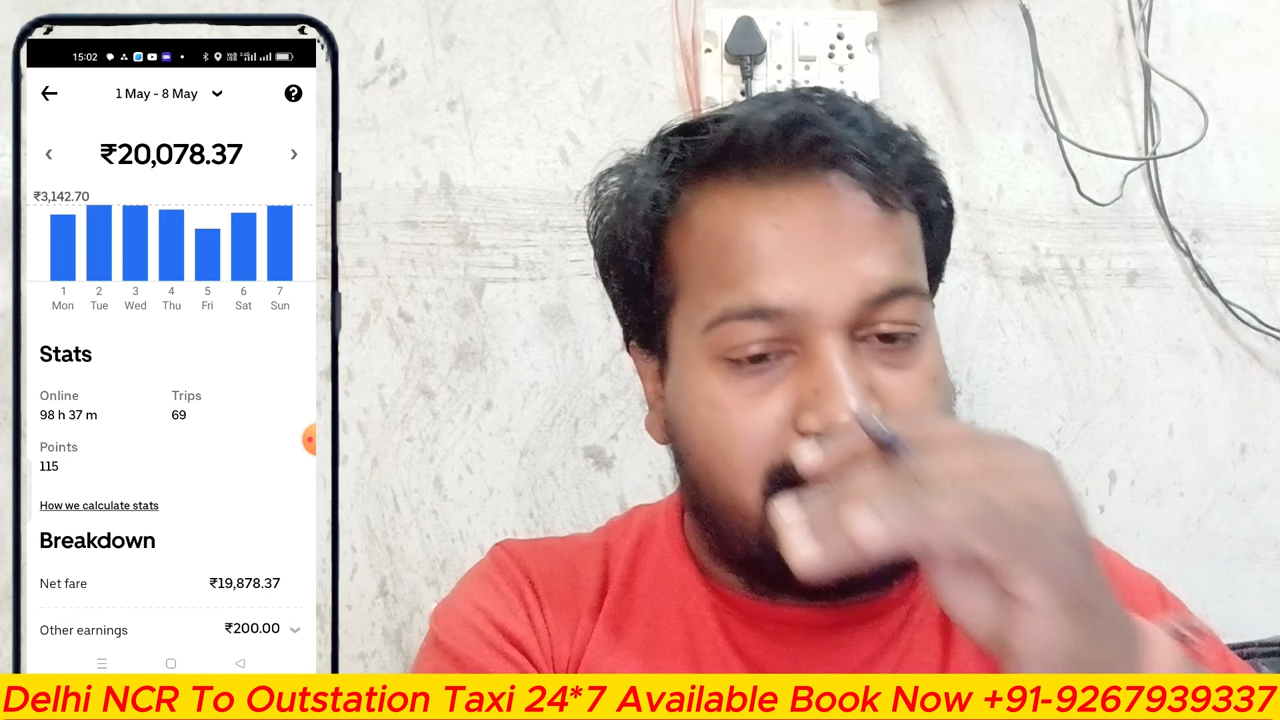 15:02
1 May - 8 May
?
₹20,078.37
₹3,142.70
1 2 3 4 5 6 7
Mon Tue Wed Thu Fri Sat Sun
Stats
Online Trips
98 h 37 m 69
Points
115
How we calculate stats
Breakdown
Net fare ₹19,878.37
Other earnings ₹200.00
Delhi NCR To Outstation Taxi 24*7 Available Book Now +91-9267939337